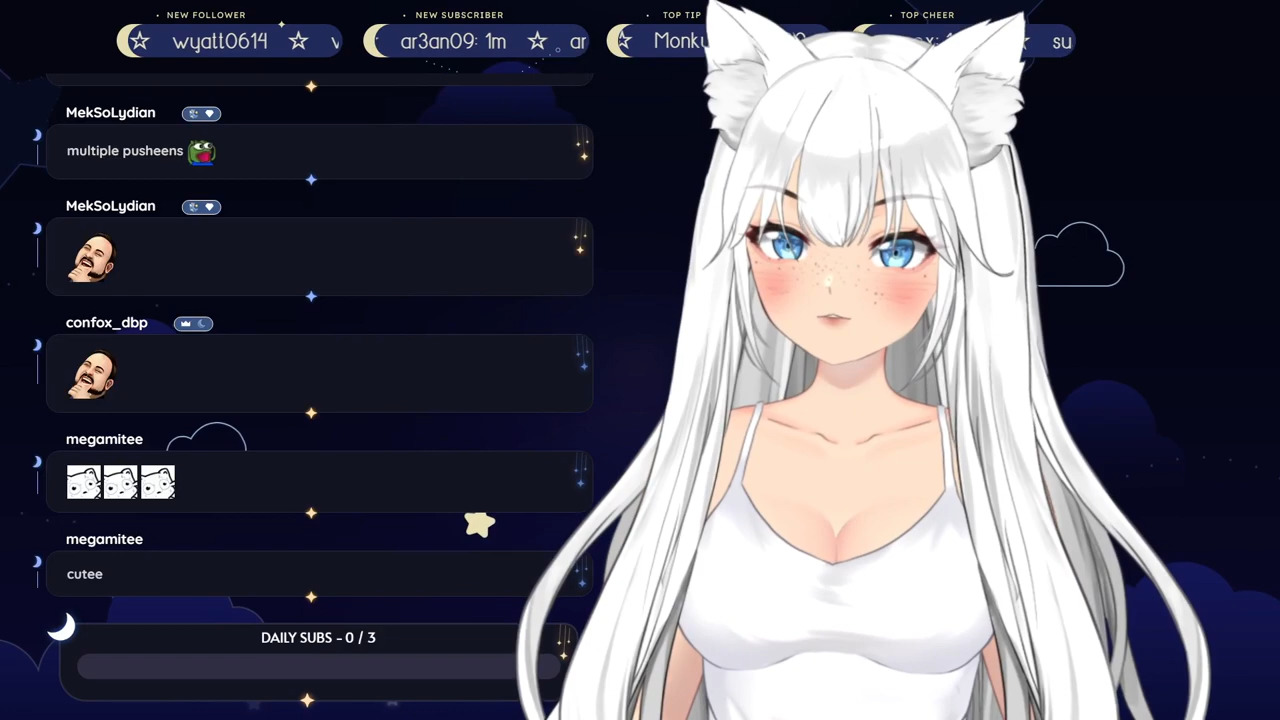 NEW FOLLOWER
NEW SUBSCRIBER
TOP TIP
TOP CHEER
wyatt0614
ar3an09: 1m
ar
Monk
su
MekSoLydian
multiple pusheens
MekSoLydian
confox_dbp
megamitee
megamitee
cutee
DAILY SUBS - 0 / 3